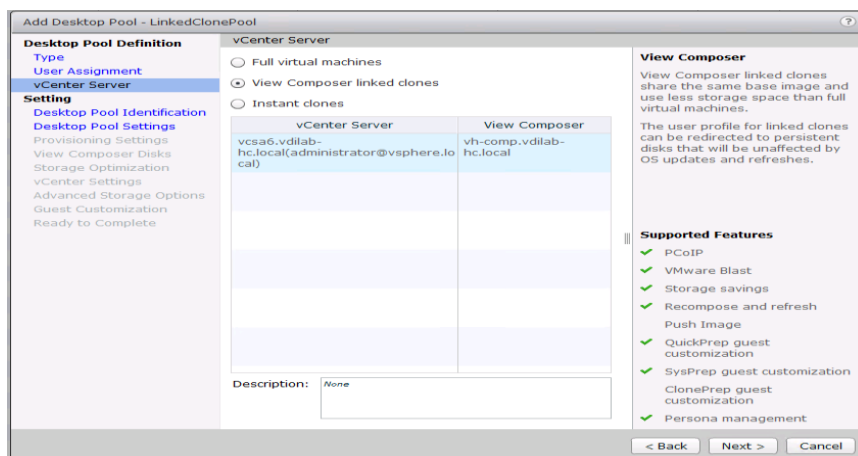 Add Desktop Pool - LinkedClonePool
?
Desktop Pool Definition
Type
User Assignment
vCenter Server
Setting
Desktop Pool Identification
Desktop Pool Settings
Provisioning Settings
View Composer Disks
Storage Optimization
vCenter Settings
Advanced Storage Options
Guest Customization
Ready to Complete
vCenter Server
Full virtual machines
View Composer linked clones
Instant clones
vCenter Server View Composer
vcsa6.vdilab-
hc.local(administrator@vsphere.lo
cal)
vh-comp.vdilab-
hc.local
Description: None
View Composer
View Composer linked clones
share the same base image and
use less storage space than full
virtual machines.
The user profile for linked clones
can be redirected to persistent
disks that will be unaffected by
OS updates and refreshes.
Supported Features
PCoIP
VMware Blast
Storage savings
Recompose and refresh
Push Image
QuickPrep guest
customization
SysPrep guest customization
ClonePrep guest
customization
Persona management
< Back Next > Cancel